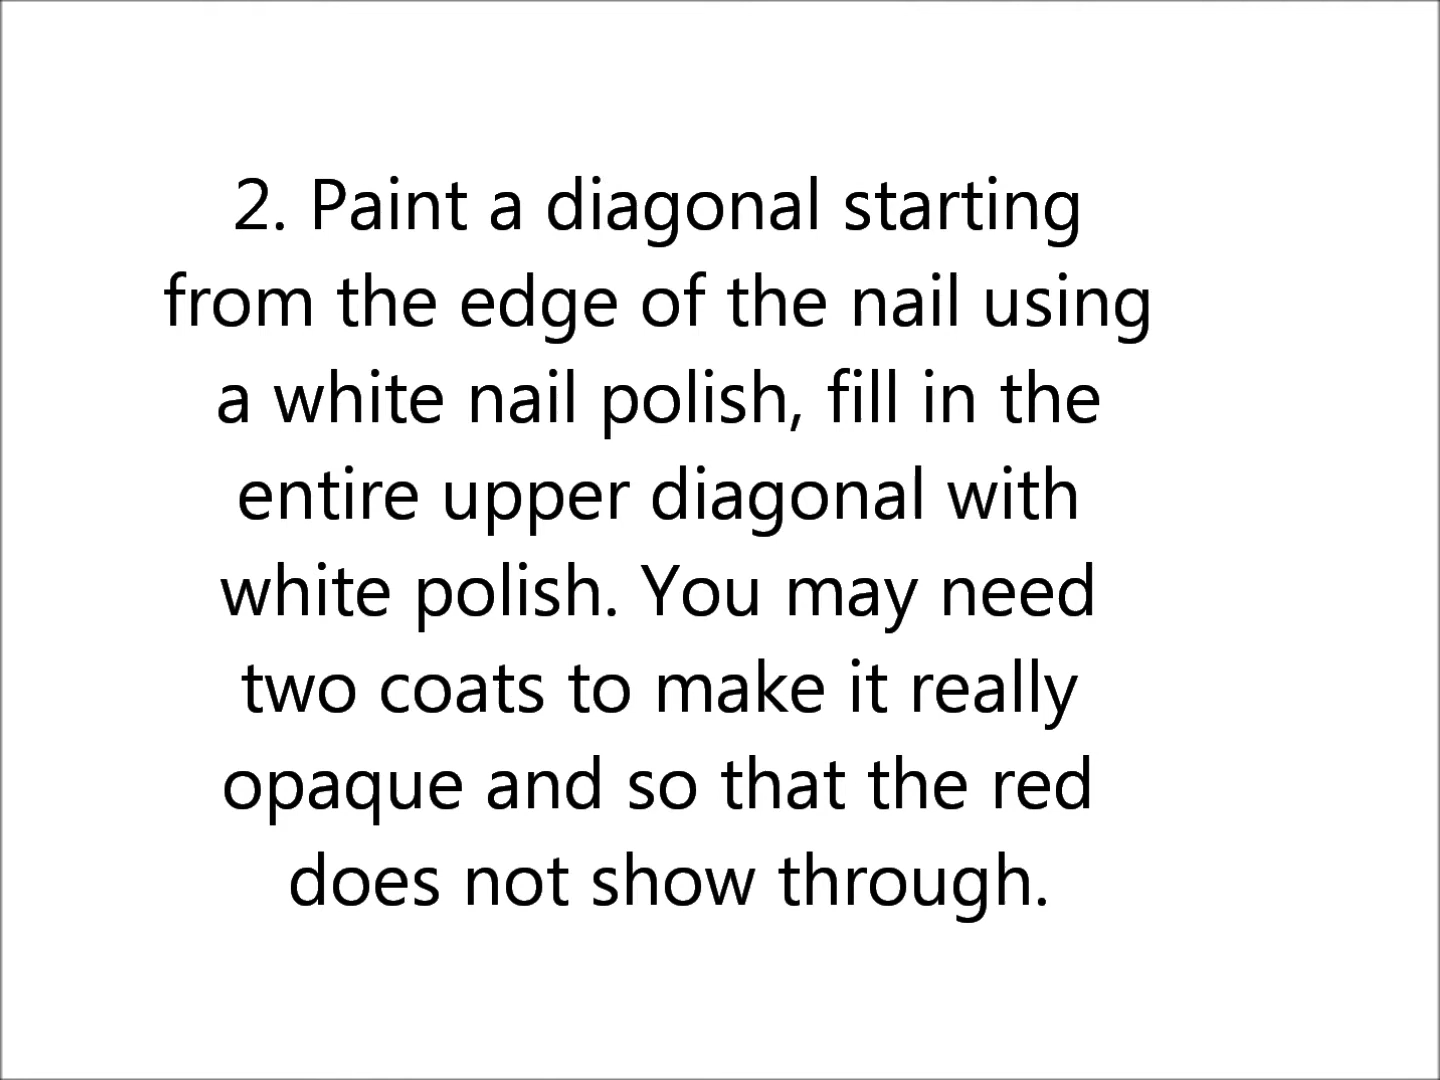 2. Paint a diagonal starting
from the edge of the nail using
a white nail polish, fill in the
entire upper diagonal with
white polish. You may need
two coats to make it really
opaque and so that the red
does not show through.